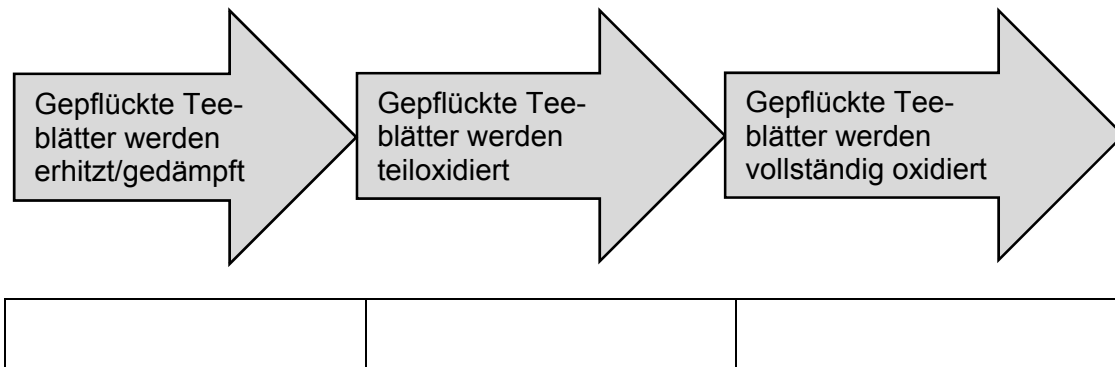 Gepflückte Tee-
blätter werden
erhitzt/gedämpft
Gepflückte Tee-
blätter werden
teiloxidiert
Gepflückte Tee-
blätter werden
vollständig oxidiert